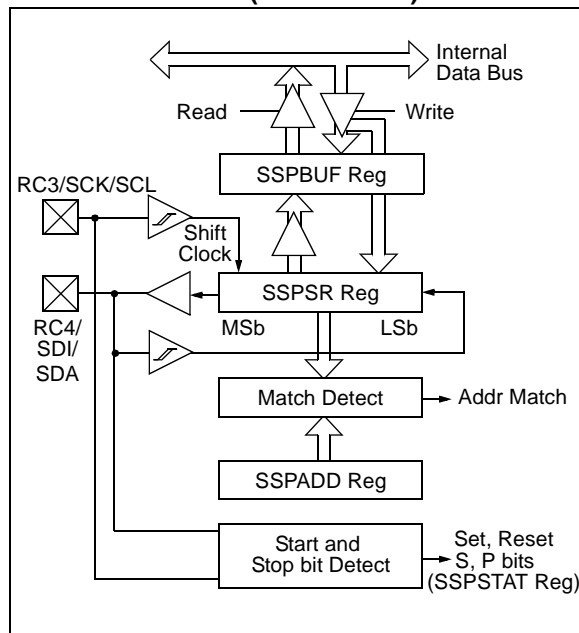 Internal
Data Bus
Read
Write
SSPBUF Reg
RC3/SCK/SCL
Shift
Clock
SSPSR Reg
MSb
LSb
RC4/
SDI/
SDA
Match Detect
Addr Match
SSPADD Reg
Start and
Stop bit Detect
Set, Reset
S, P bits
(SSPSTAT Reg)